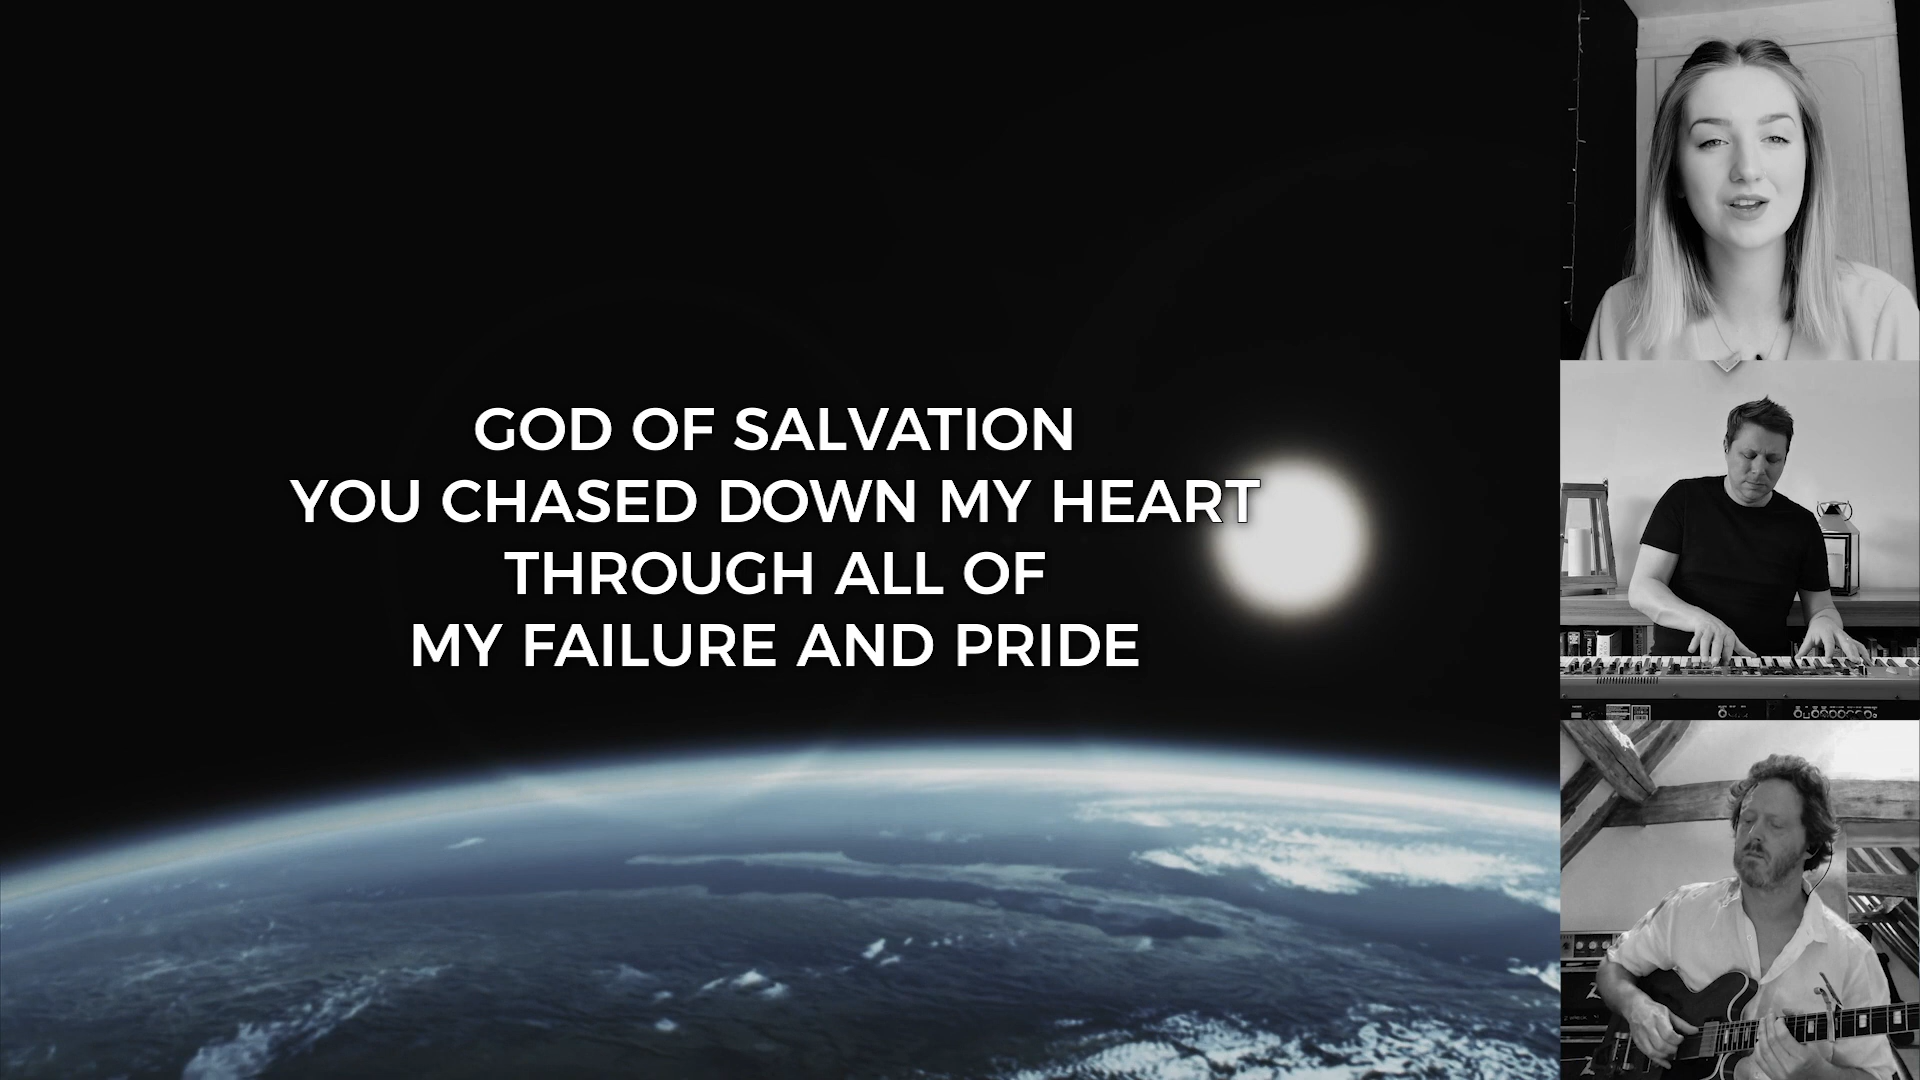 GOD OF SALVATION
YOU CHASED DOWN MY HEART
THROUGH ALL OF
MY FAILURE AND PRIDE